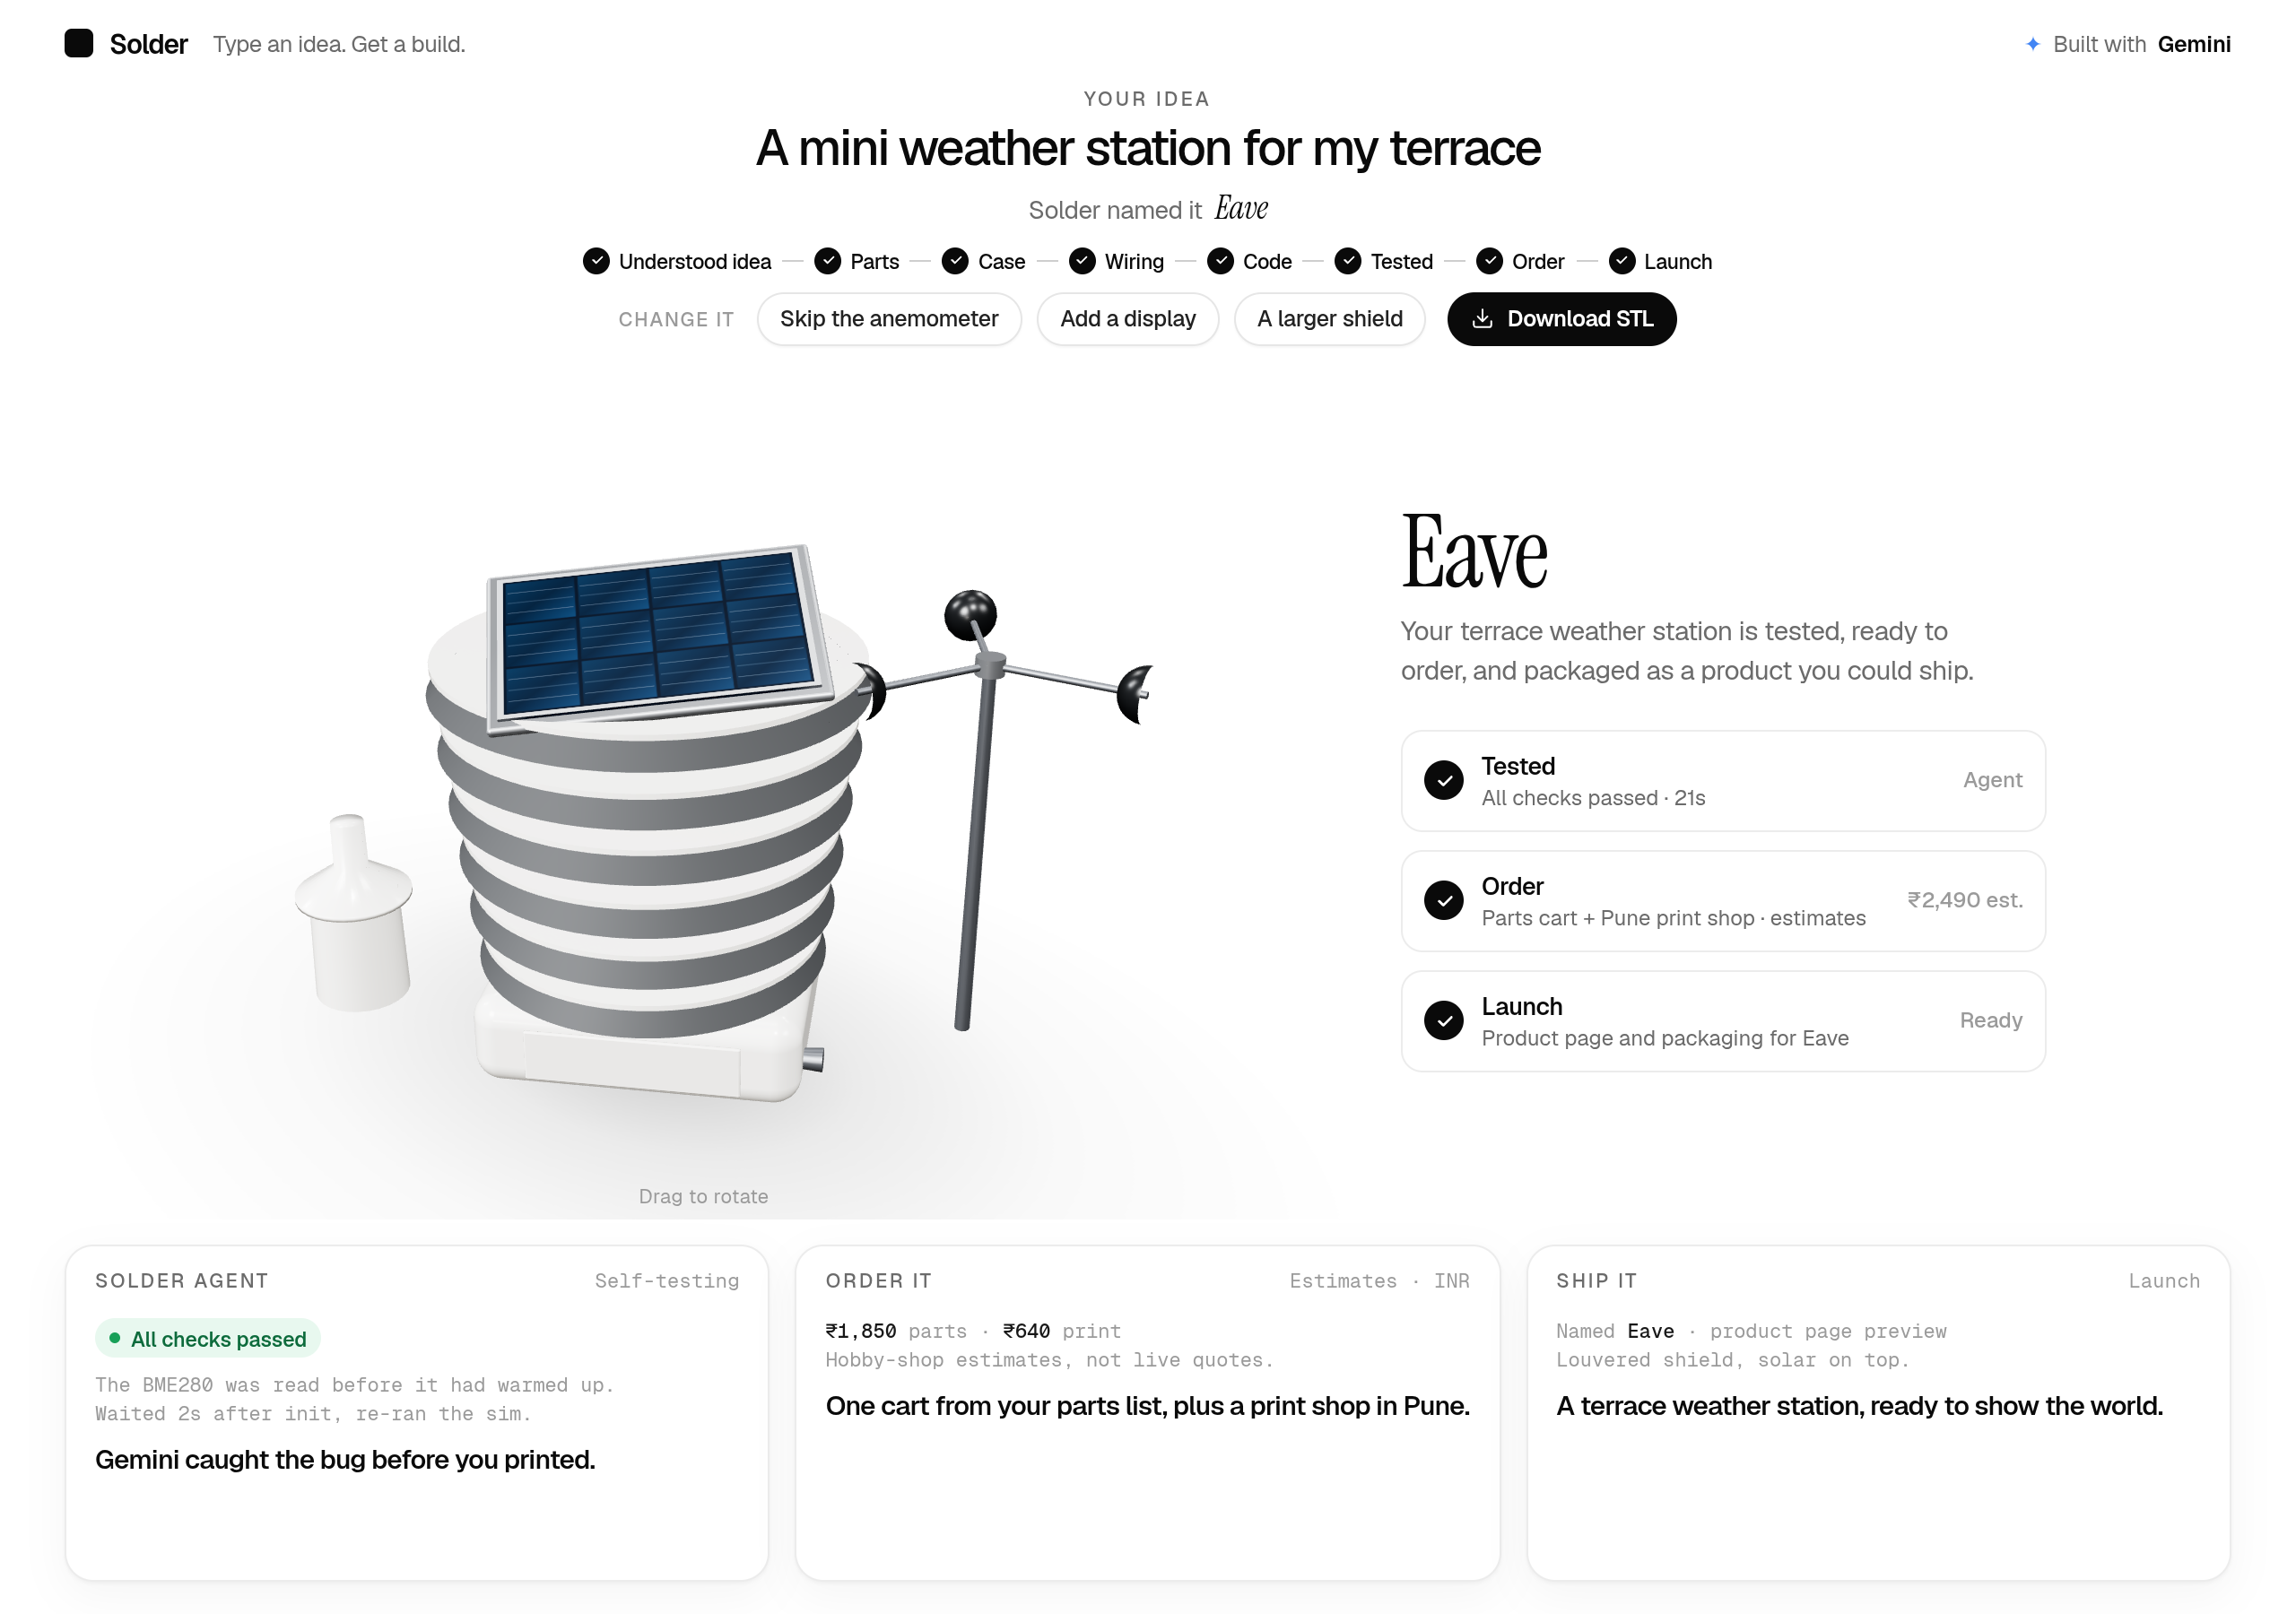 Solder Type an idea. Get a build.
Built with Gemini
YOUR IDEA
A mini weather station for my terrace
Solder named it Eave
Understood idea Parts Case Wiring Code Tested Order Launch
CHANGE IT Skip the anemometer Add a display A larger shield Download STL
Eave
Your terrace weather station is tested, ready to
order, and packaged as a product you could ship.
Tested
All checks passed · 21s
Agent
Order
Parts cart + Pune print shop · estimates
₹2,490 est.
Launch
Product page and packaging for Eave
Ready
Drag to rotate
SOLDER AGENT Self-testing
All checks passed
The BME280 was read before it had warmed up.
Waited 2s after init, re-ran the sim.
Gemini caught the bug before you printed.
ORDER IT Estimates · INR
₹1,850 parts · ₹640 print
Hobby-shop estimates, not live quotes.
One cart from your parts list, plus a print shop in Pune.
SHIP IT Launch
Named Eave · product page preview
Louvered shield, solar on top.
A terrace weather station, ready to show the world.